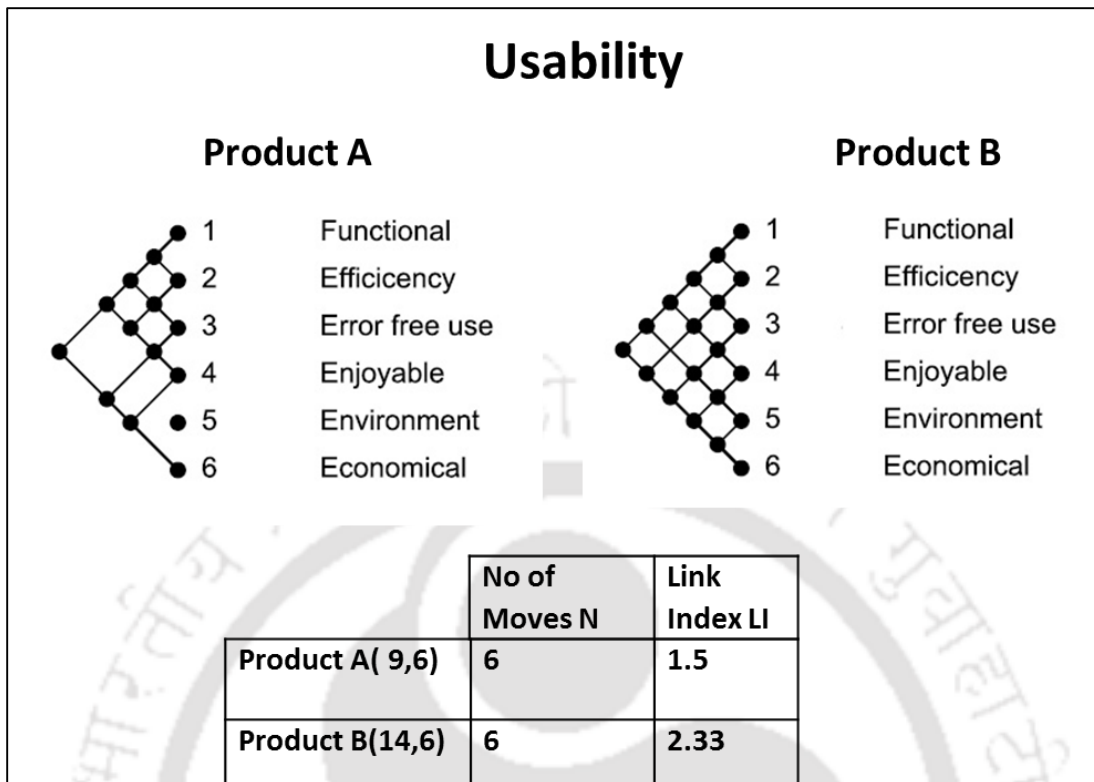 Usability
Product A
Product B
1 Functional
2 Efficicency
3 Error free use
4 Enjoyable
5 Environment
6 Economical
1 Functional
2 Efficicency
3 Error free use
4 Enjoyable
5 Environment
6 Economical
No of Moves N
Link Index LI
Product A( 9,6) 6 1.5
Product B(14,6) 6 2.33